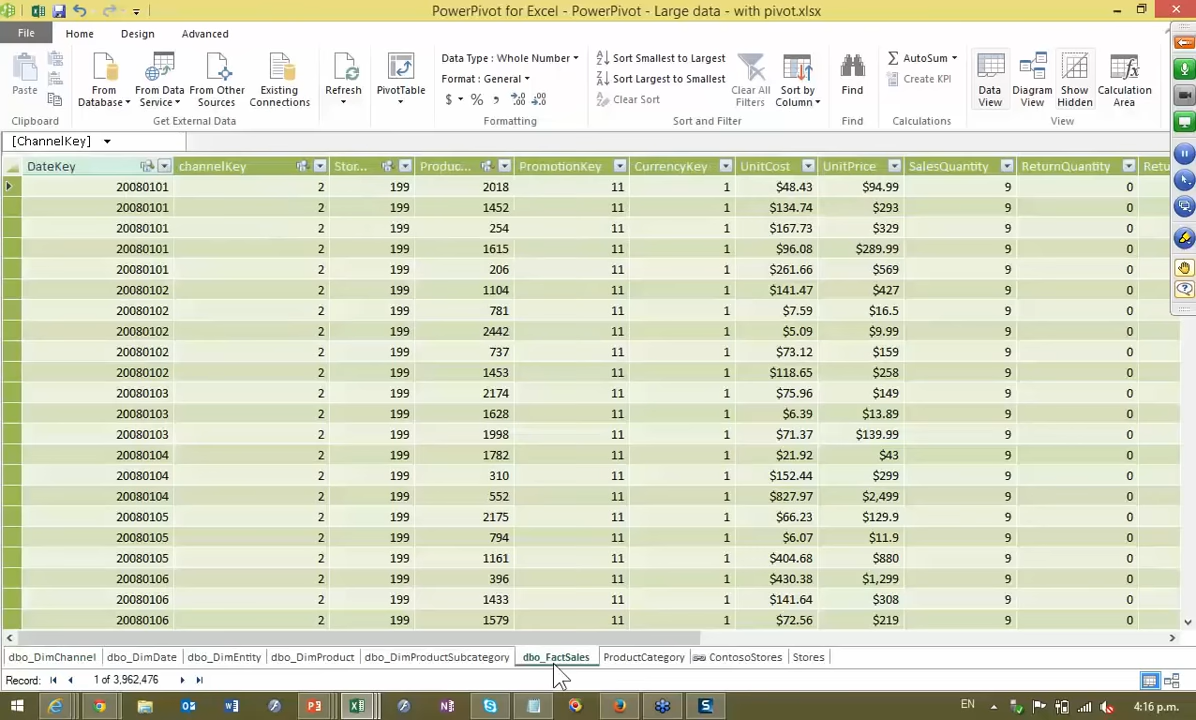 PowerPivot for Excel - PowerPivot - Large data - with pivot.xlsx
File Home Design Advanced
Paste
From Database
From Data Service
From Other Sources
Existing Connections
Refresh
PivotTable
Data Type : Whole Number
Format : General
$ % ,
Sort Smallest to Largest
Sort Largest to Smallest
Clear Sort
Clear All Filters
Sort by Column
Find
AutoSum
Create KPI
Data View
Diagram View
Show Hidden
Calculation Area
Clipboard Get External Data Formatting Sort and Filter Find Calculations View
[ChannelKey]
DateKey channelKey Stor... Produc... PromotionKey CurrencyKey UnitCost UnitPrice SalesQuantity ReturnQuantity Retu
20080101 2 199 2018 11 1 $48.43 $94.99 9 0
20080101 2 199 1452 11 1 $134.74 $293 9 0
20080101 2 199 254 11 1 $167.73 $329 9 0
20080101 2 199 1615 11 1 $96.08 $289.99 9 0
20080101 2 199 206 11 1 $261.66 $569 9 0
20080102 2 199 1104 11 1 $141.47 $427 9 0
20080102 2 199 781 11 1 $7.59 $16.5 9 0
20080102 2 199 2442 11 1 $5.09 $9.99 9 0
20080102 2 199 737 11 1 $73.12 $159 9 0
20080102 2 199 1453 11 1 $118.65 $258 9 0
20080103 2 199 2174 11 1 $75.96 $149 9 0
20080103 2 199 1628 11 1 $6.39 $13.89 9 0
20080103 2 199 1998 11 1 $71.37 $139.99 9 0
20080104 2 199 1782 11 1 $21.92 $43 9 0
20080104 2 199 310 11 1 $152.44 $299 9 0
20080104 2 199 552 11 1 $827.97 $2,499 9 0
20080105 2 199 2175 11 1 $66.23 $129.9 9 0
20080105 2 199 794 11 1 $6.07 $11.9 9 0
20080105 2 199 1161 11 1 $404.68 $880 9 0
20080106 2 199 396 11 1 $430.38 $1,299 9 0
20080106 2 199 1433 11 1 $141.64 $308 9 0
20080106 2 199 1579 11 1 $72.56 $219 9 0
dbo_DimChannel dbo_DimDate dbo_DimEntity dbo_DimProduct dbo_DimProductSubcategory dbo_FactSales ProductCategory ContosoStores Stores
Record: 1 of 3,962,476
EN 4:16 p.m.